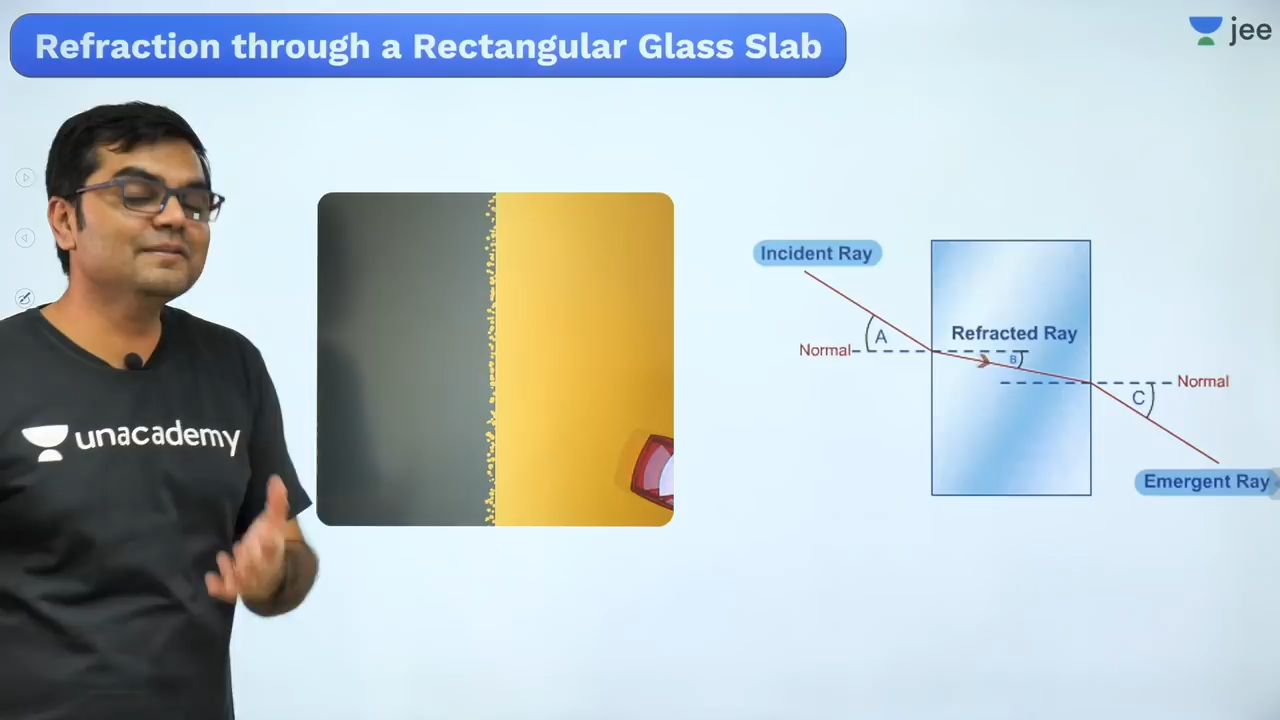 Refraction through a Rectangular Glass Slab
jee
unacademy
Incident Ray
A
Normal
Refracted Ray
B
Normal
C
Emergent Ray